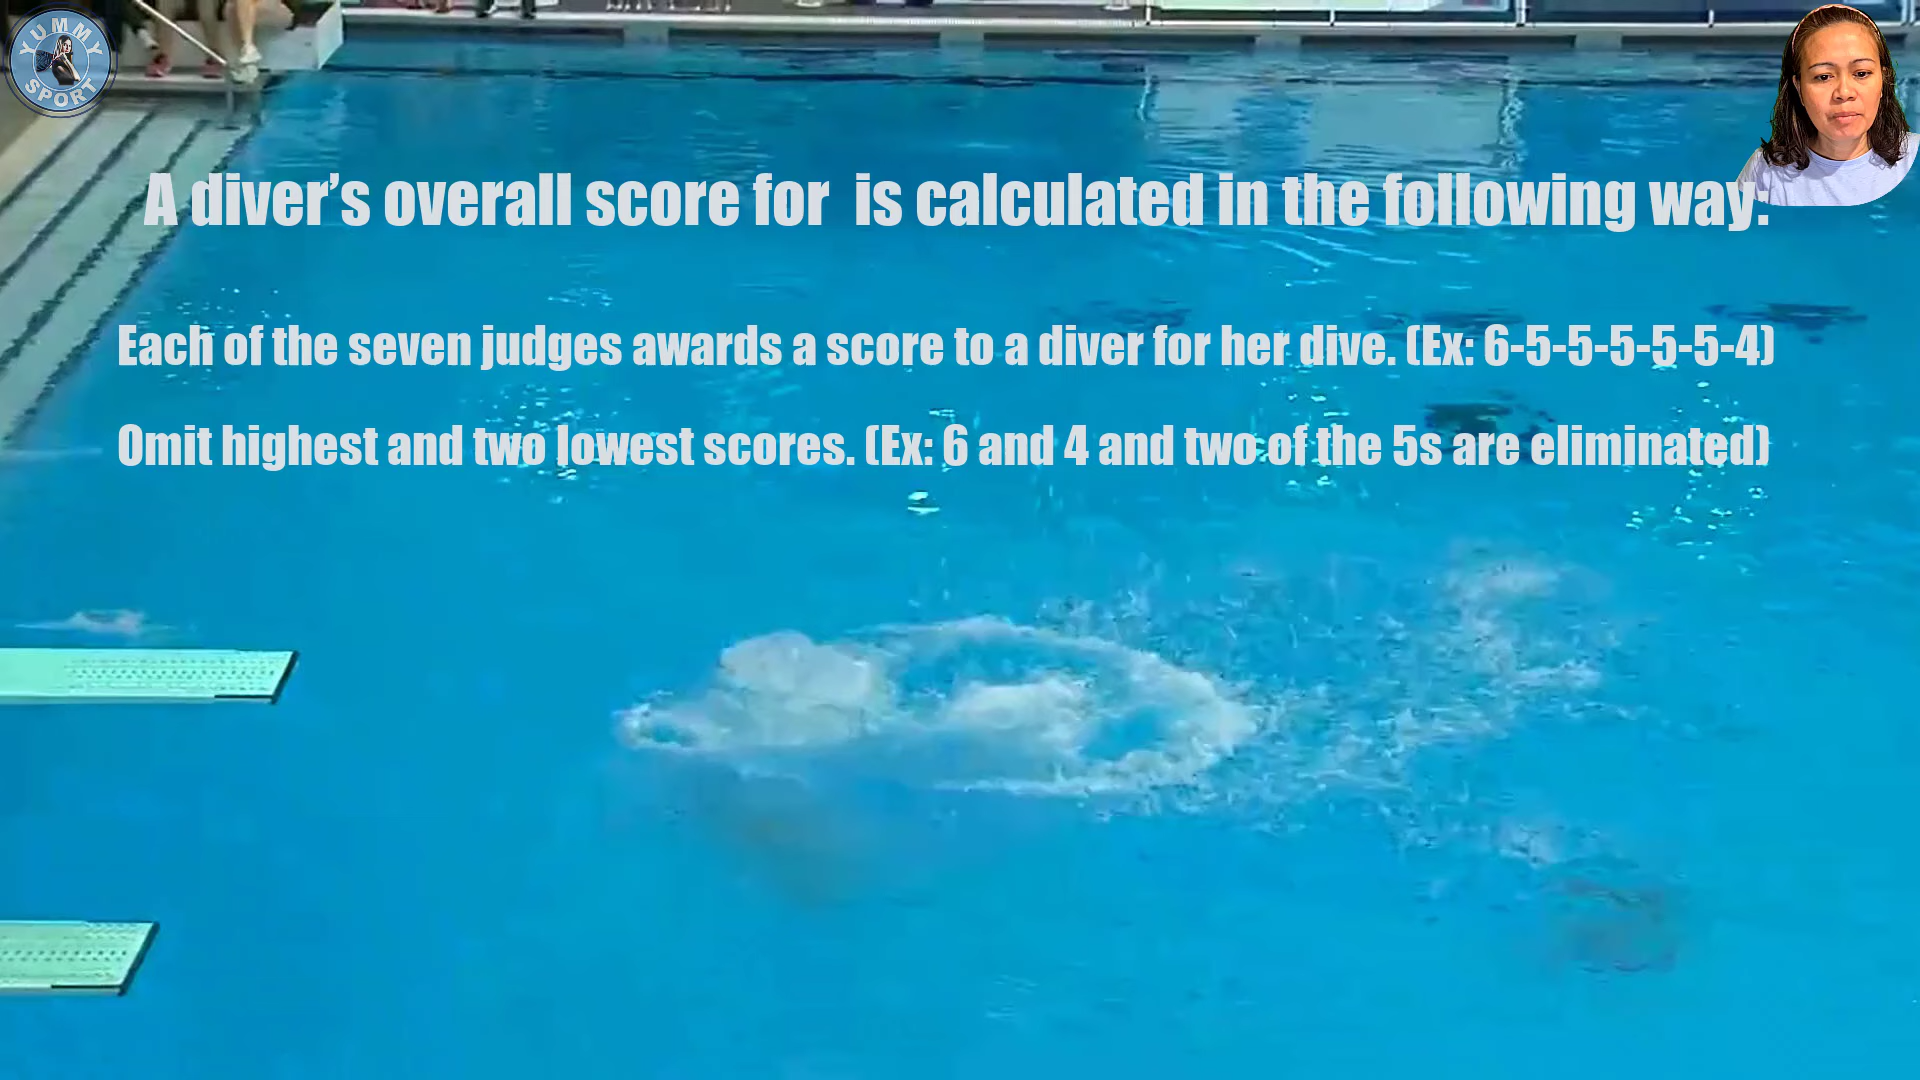 YUMMY
SPORT
A diver’s overall score for  is calculated in the following way:
Each of the seven judges awards a score to a diver for her dive. (Ex: 6-5-5-5-5-5-4)
Omit highest and two lowest scores. (Ex: 6 and 4 and two of the 5s are eliminated)